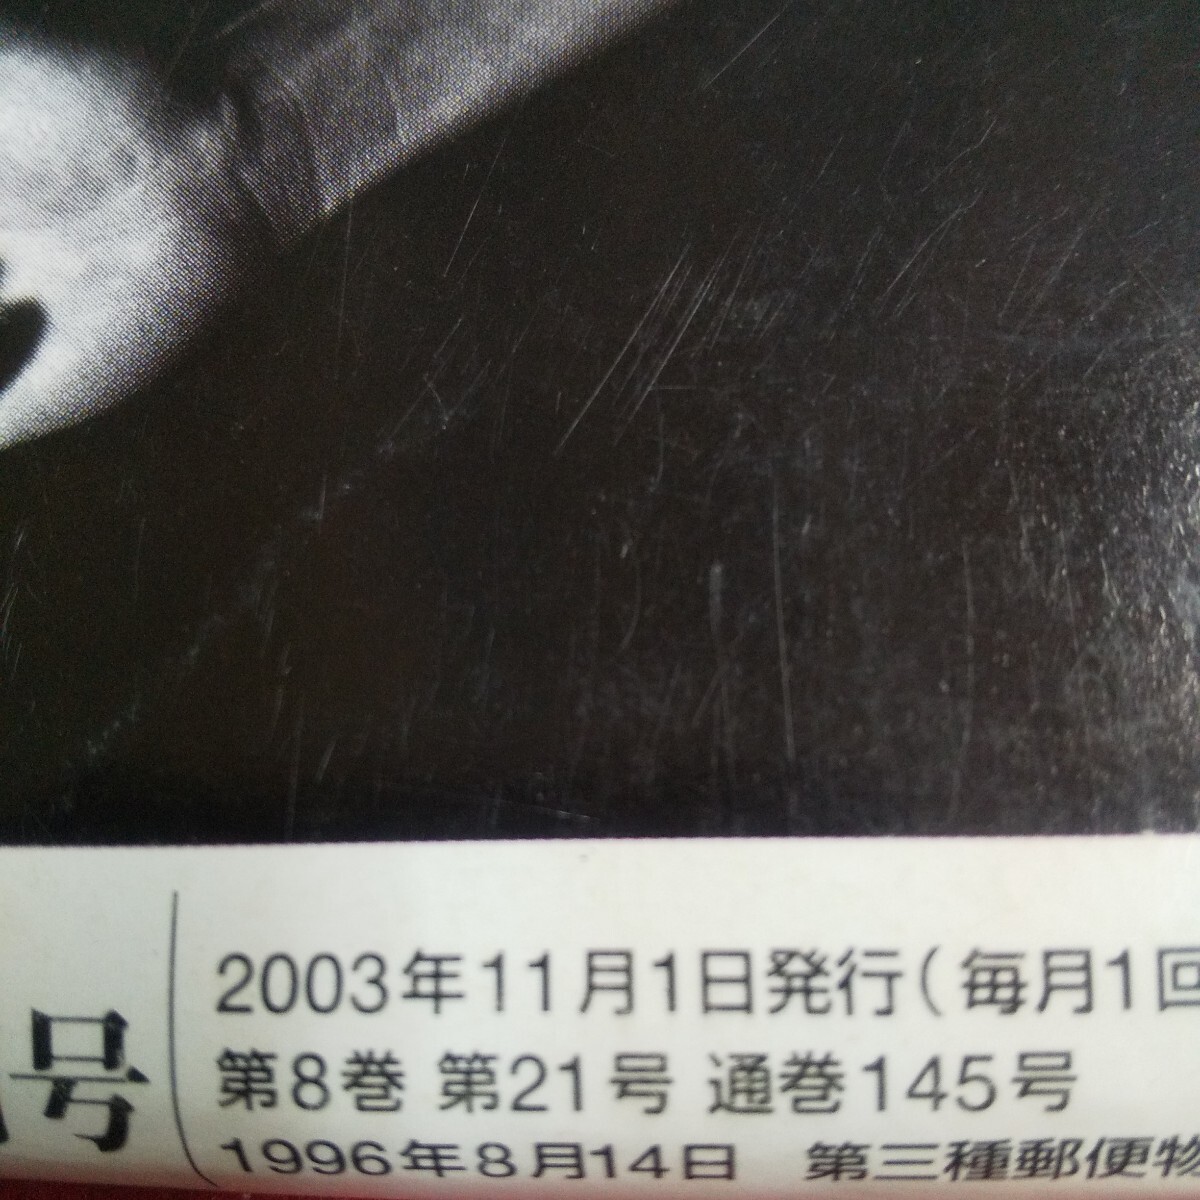 号
2003年11月1日発行(毎月1回
第8巻 第21号 通巻145号
1996年8月14日 第三種郵便物